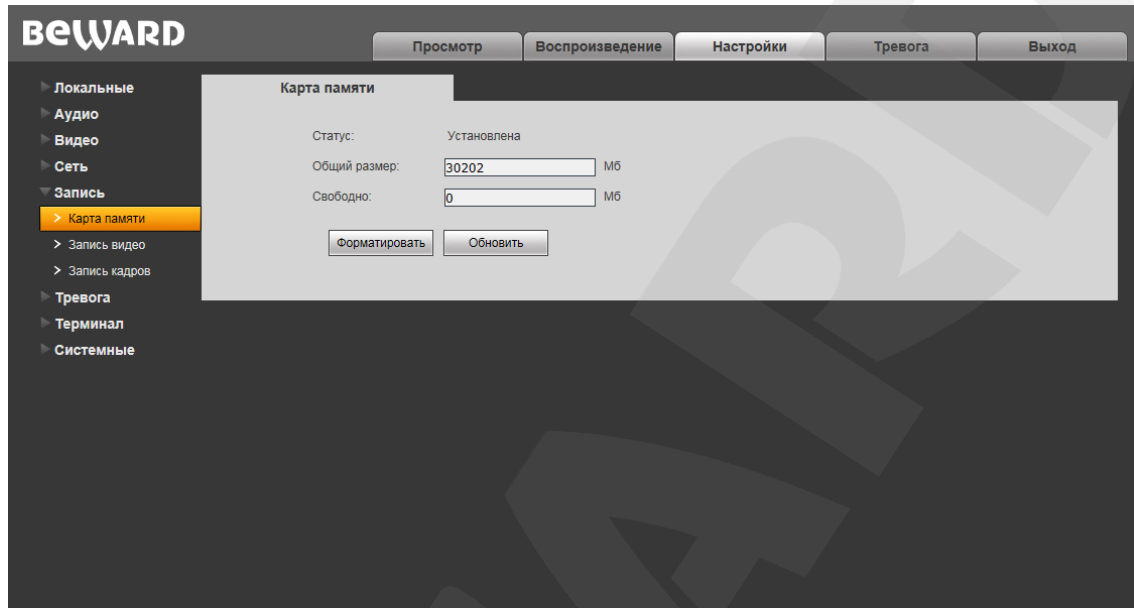 BEWARD
Просмотр Воспроизведение Настройки Тревога Выход
Локальные
Аудио
Видео
Сеть
Запись
> Карта памяти
> Запись видео
> Запись кадров
Тревога
Терминал
Системные
Карта памяти
Статус: Установлена
Общий размер: 30202 Мб
Свободно: 0 Мб
Форматировать Обновить